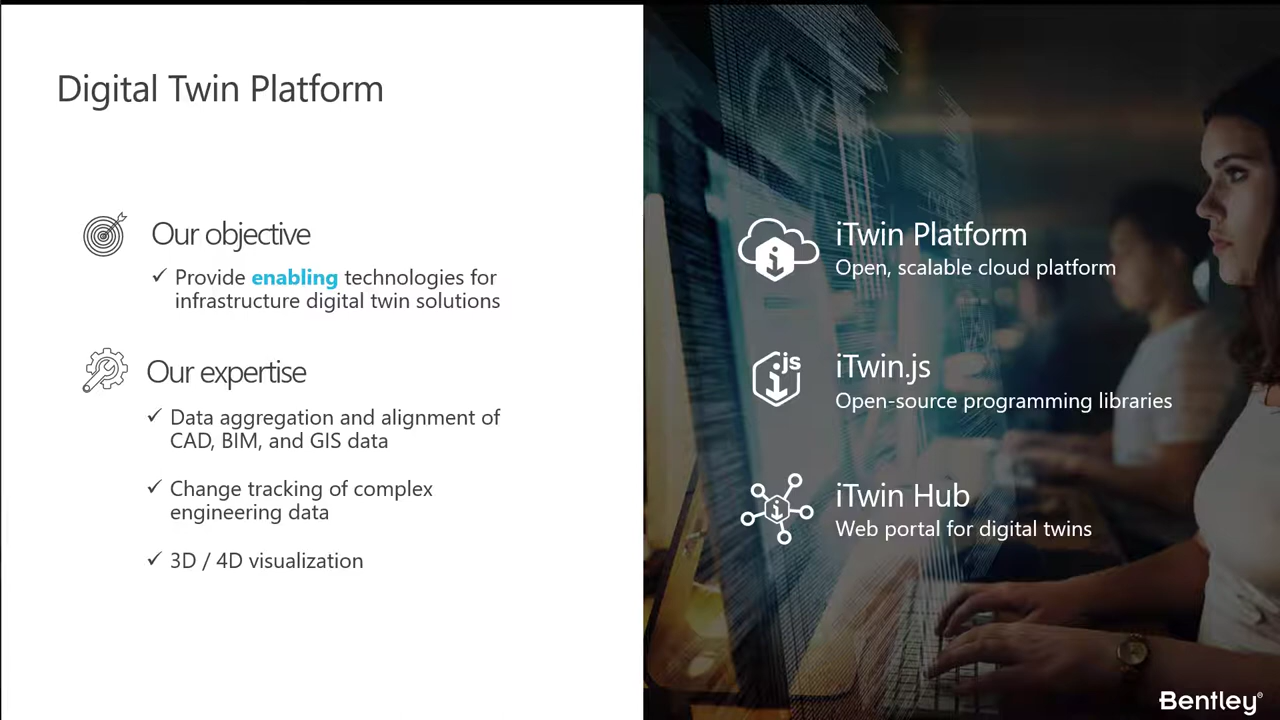 Digital Twin Platform
Our objective
✓ Provide enabling technologies for
infrastructure digital twin solutions
Our expertise
✓ Data aggregation and alignment of
CAD, BIM, and GIS data
✓ Change tracking of complex
engineering data
✓ 3D / 4D visualization
iTwin Platform
Open, scalable cloud platform
js
iTwin.js
Open-source programming libraries
iTwin Hub
Web portal for digital twins
Bentley®